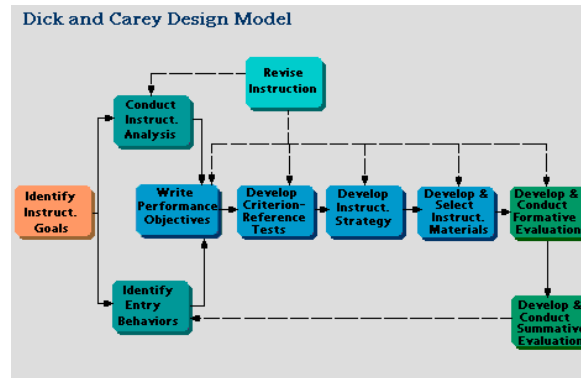 Dick and Carey Design Model
Revise
Instruction
Conduct
Instruct.
Analysis
Identify
Instruct.
Goals
Write
Performance
Objectives
Develop
Criterion-
Reference
Tests
Develop
Instruct.
Strategy
Develop &
Select
Instruct.
Materials
Develop &
Conduct
Formative
Evaluation
Identify
Entry
Behaviors
Develop &
Conduct
Summative
Evaluation